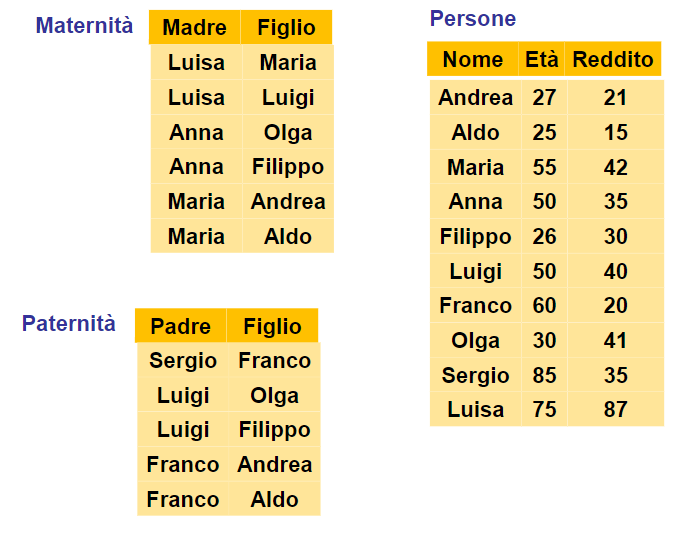 Maternità
Madre Figlio
Luisa Maria
Luisa Luigi
Anna Olga
Anna Filippo
Maria Andrea
Maria Aldo
Paternità
Padre Figlio
Sergio Franco
Luigi Olga
Luigi Filippo
Franco Andrea
Franco Aldo
Persone
Nome Età Reddito
Andrea 27 21
Aldo 25 15
Maria 55 42
Anna 50 35
Filippo 26 30
Luigi 50 40
Franco 60 20
Olga 30 41
Sergio 85 35
Luisa 75 87